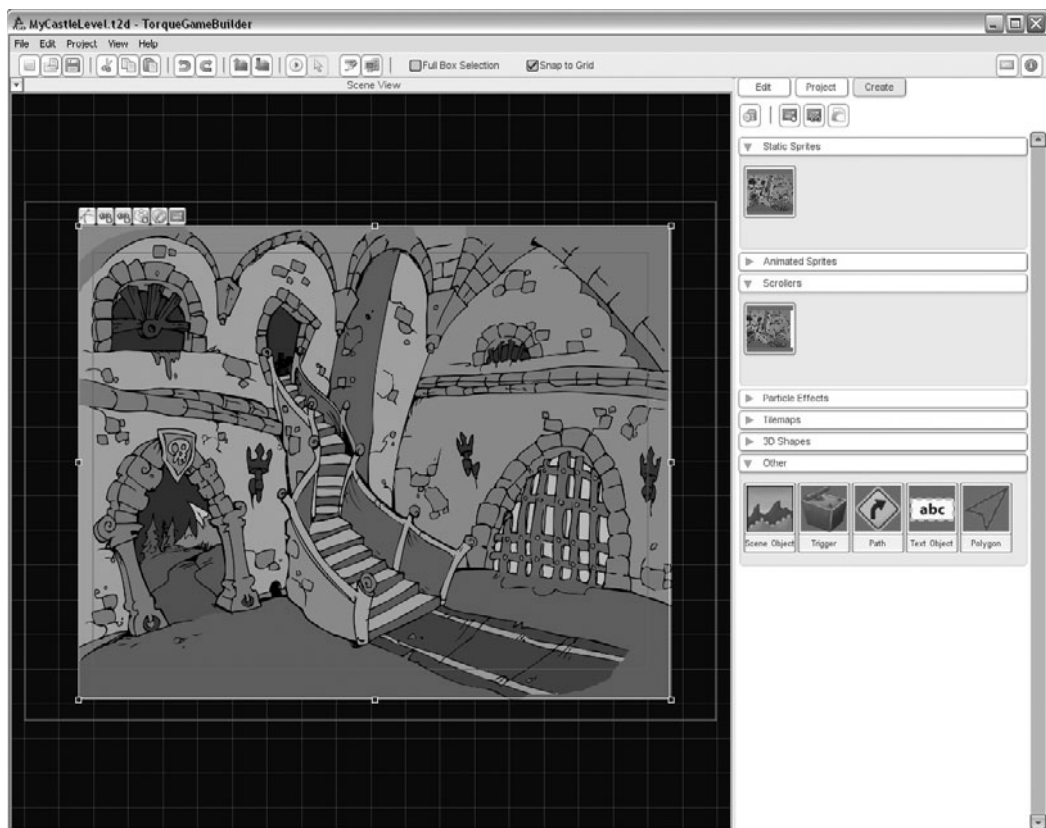 MyCastleLevel.t2d - TorqueGameBuilder
File Edit Project View Help
Full Box Selection Snap to Grid
Scene View
Edit Project Create
Static Sprites
Animated Sprites
Scrollers
Particle Effects
Tilemaps
3D Shapes
Other
abc
Scene Object Trigger Path Text Object Polygon